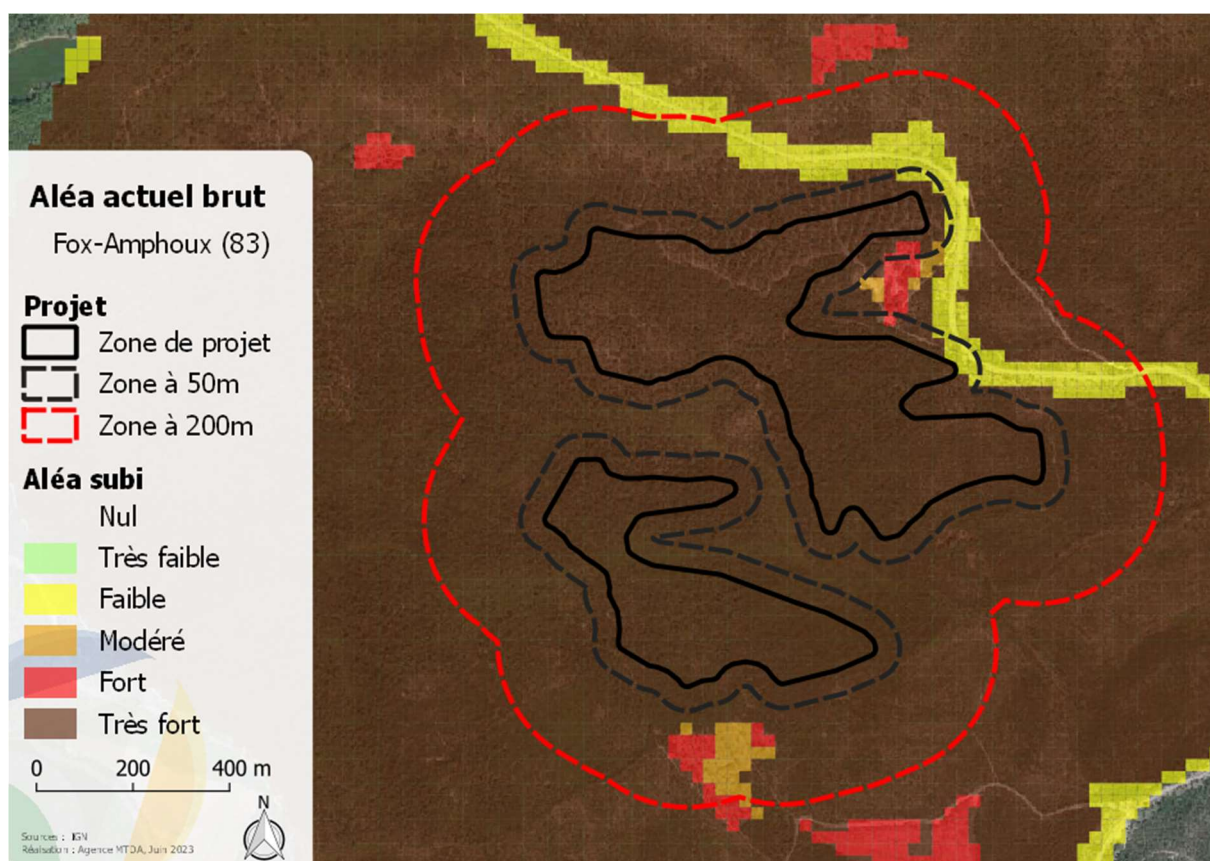 Aléa actuel brut
Fox-Amphoux (83)
Projet
Zone de projet
Zone à 50m
Zone à 200m
Aléa subi
Nul
Très faible
Faible
Modéré
Fort
Très fort
0 200 400 m
N
Sources : IGN
Réalisation : Agence MTDA, Juin 2023